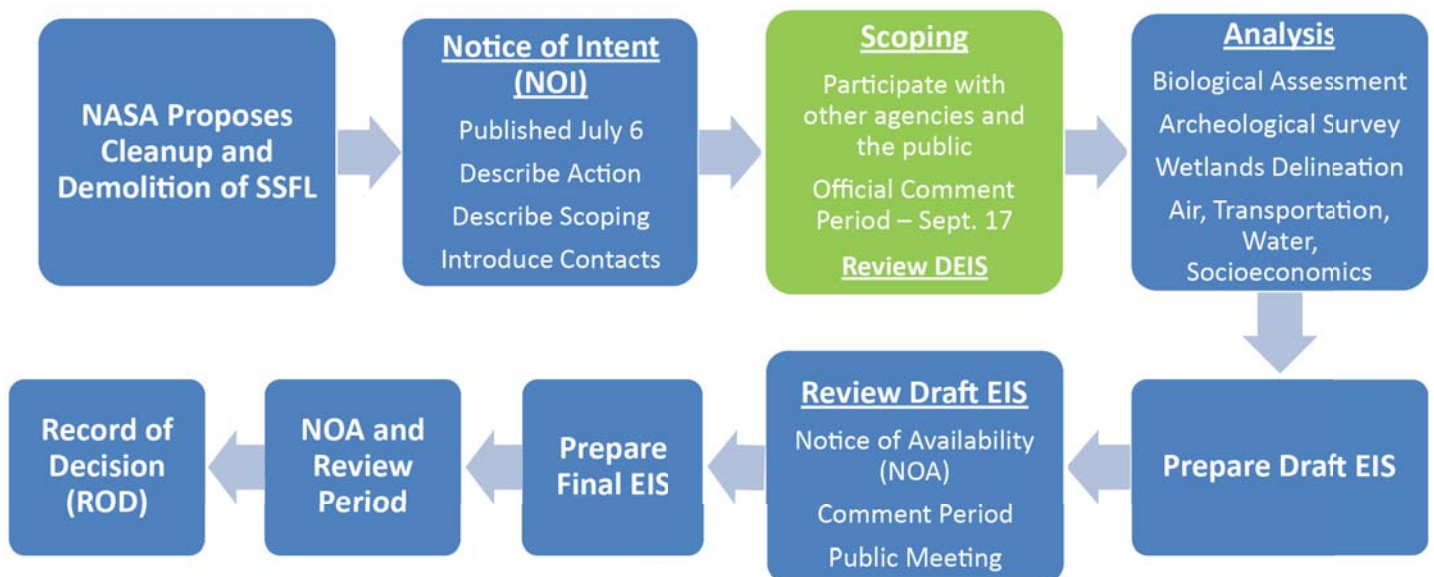 NASA Proposes
Cleanup and
Demolition of SSFL
Notice of Intent
(NOI)
Published July 6
Describe Action
Describe Scoping
Introduce Contacts
Scoping
Participate with
other agencies and
the public
Official Comment
Period – Sept. 17
Review DEIS
Analysis
Biological Assessment
Archeological Survey
Wetlands Delineation
Air, Transportation,
Water,
Socioeconomics
Prepare Draft EIS
Review Draft EIS
Notice of Availability
(NOA)
Comment Period
Public Meeting
Prepare
Final EIS
NOA and
Review
Period
Record of
Decision
(ROD)